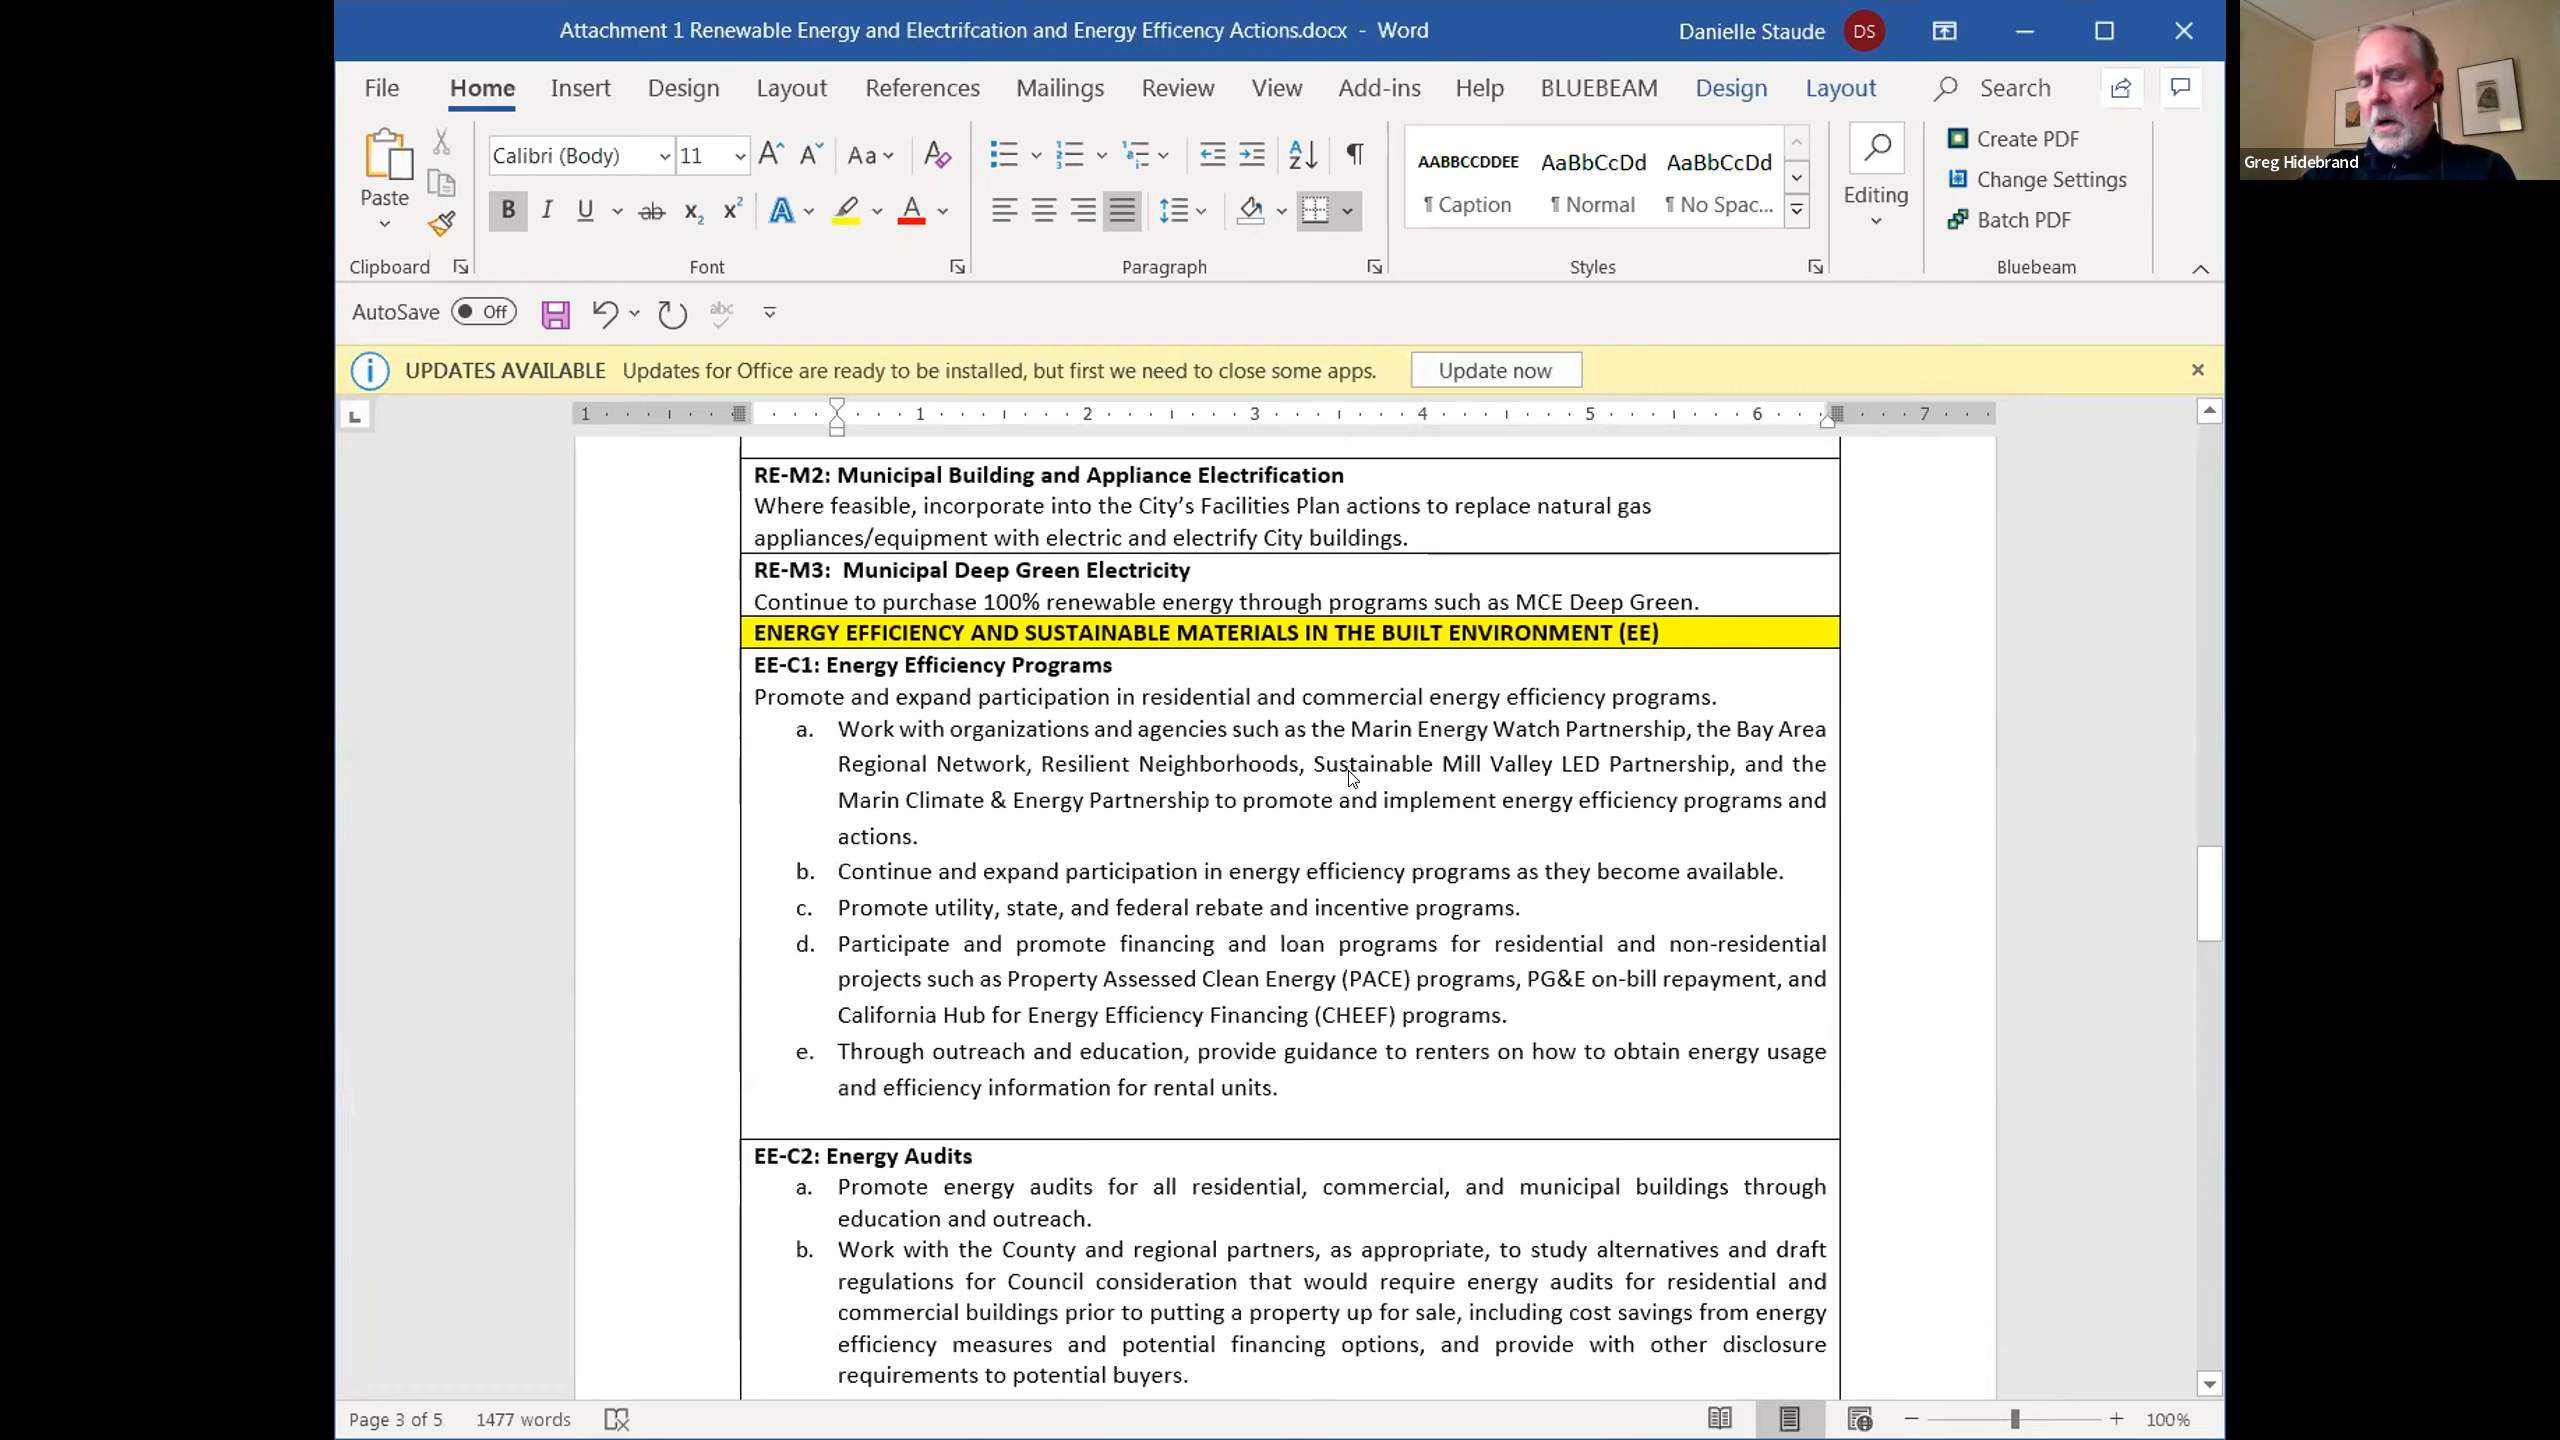 Attachment 1 Renewable Energy and Electrifcation and Energy Efficency Actions.docx - Word
Danielle Staude DS
File Home Insert Design Layout References Mailings Review View Add-ins Help BLUEBEAM Design Layout Search
Paste
Calibri (Body) 11
Aa
B I U ab x2 x2 A A
AABBCCDDEE AaBbCcDd AaBbCcDd
¶ Caption ¶ Normal ¶ No Spac...
Editing
Create PDF
Change Settings
Batch PDF
Clipboard Font Paragraph Styles Bluebeam
AutoSave Off abc
UPDATES AVAILABLE Updates for Office are ready to be installed, but first we need to close some apps. Update now
1 1 2 3 4 5 6 7
RE-M2: Municipal Building and Appliance Electrification
Where feasible, incorporate into the City’s Facilities Plan actions to replace natural gas
appliances/equipment with electric and electrify City buildings.
RE-M3: Municipal Deep Green Electricity
Continue to purchase 100% renewable energy through programs such as MCE Deep Green.
ENERGY EFFICIENCY AND SUSTAINABLE MATERIALS IN THE BUILT ENVIRONMENT (EE)
EE-C1: Energy Efficiency Programs
Promote and expand participation in residential and commercial energy efficiency programs.
a. Work with organizations and agencies such as the Marin Energy Watch Partnership, the Bay Area
Regional Network, Resilient Neighborhoods, Sustainable Mill Valley LED Partnership, and the
Marin Climate & Energy Partnership to promote and implement energy efficiency programs and
actions.
b. Continue and expand participation in energy efficiency programs as they become available.
c. Promote utility, state, and federal rebate and incentive programs.
d. Participate and promote financing and loan programs for residential and non-residential
projects such as Property Assessed Clean Energy (PACE) programs, PG&E on-bill repayment, and
California Hub for Energy Efficiency Financing (CHEEF) programs.
e. Through outreach and education, provide guidance to renters on how to obtain energy usage
and efficiency information for rental units.
EE-C2: Energy Audits
a. Promote energy audits for all residential, commercial, and municipal buildings through
education and outreach.
b. Work with the County and regional partners, as appropriate, to study alternatives and draft
regulations for Council consideration that would require energy audits for residential and
commercial buildings prior to putting a property up for sale, including cost savings from energy
efficiency measures and potential financing options, and provide with other disclosure
requirements to potential buyers.
Page 3 of 5 1477 words 100%
Greg Hidebrand